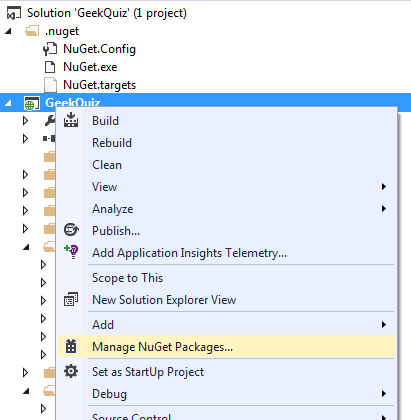 Solution 'GeekQuiz' (1 project)
.nuget
NuGet.Config
NuGet.exe
NuGet.targets
GeekQuiz
Build
Rebuild
Clean
View
Analyze
Publish...
Add Application Insights Telemetry...
Scope to This
New Solution Explorer View
Add
Manage NuGet Packages...
Set as StartUp Project
Debug
Source Control